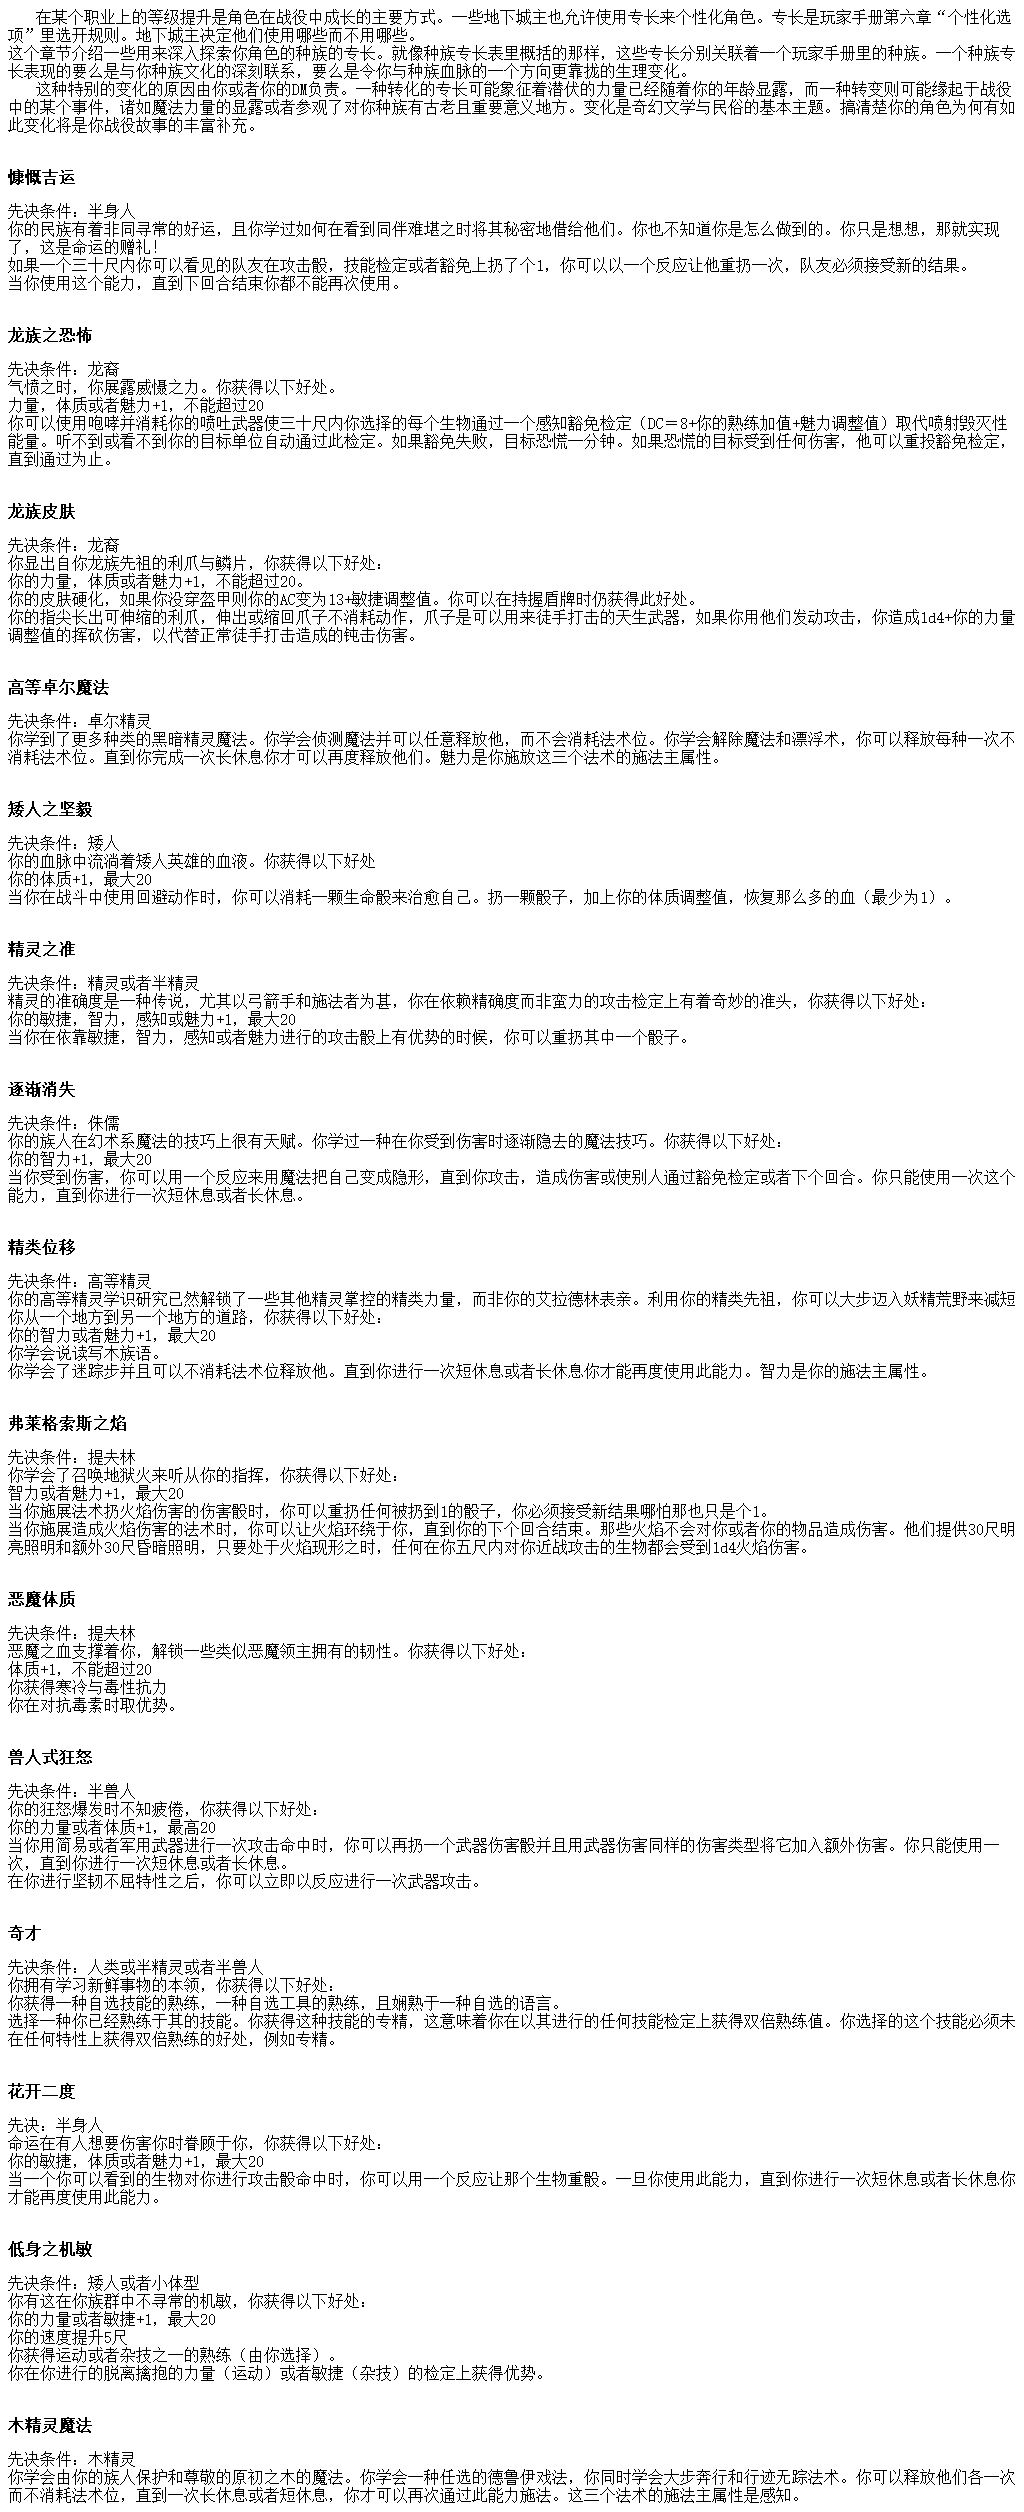 在某个职业上的等级提升是角色在战役中成长的主要方式。一些地下城主也允许使用专长来个性化角色。专长是玩家手册第六章“个性化选
项”里选开规则。地下城主决定他们使用哪些而不用哪些。
这个章节介绍一些用来深入探索你角色的种族的专长。就像种族专长表里概括的那样，这些专长分别关联着一个玩家手册里的种族。一个种族专
长表现的要么是与你种族文化的深刻联系，要么是令你与种族血脉的一个方向更靠拢的生理变化。
这种特别的变化的原因由你或者你的DM负责。一种转化的专长可能象征着潜伏的力量已经随着你的年龄显露，而一种转变则可能缘起于战役
中的某个事件，诸如魔法力量的显露或者参观了对你种族有古老且重要意义地方。变化是奇幻文学与民俗的基本主题。搞清楚你的角色为何有如
此变化将是你战役故事的丰富补充。
慷慨吉运
先决条件：半身人
你的民族有着非同寻常的好运，且你学过如何在看到同伴难堪之时将其秘密地借给他们。你也不知道你是怎么做到的。你只是想想，那就实现
了，这是命运的赠礼！
如果一个三十尺内你可以看见的队友在攻击骰，技能检定或者豁免上扔了个1，你可以以一个反应让他重扔一次，队友必须接受新的结果。
当你使用这个能力，直到下回合结束你都不能再次使用。
龙族之恐怖
先决条件：龙裔
气愤之时，你展露威慑之力。你获得以下好处。
力量，体质或者魅力+1，不能超过20
你可以使用咆哮并消耗你的喷吐武器使三十尺内你选择的每个生物通过一个感知豁免检定（DC＝8+你的熟练加值+魅力调整值）取代喷射毁灭性
能量。听不到或看不到你的目标单位自动通过此检定。如果豁免失败，目标恐慌一分钟。如果恐慌的目标受到任何伤害，他可以重投豁免检定，
直到通过为止。
龙族皮肤
先决条件：龙裔
你显出自你龙族先祖的利爪与鳞片，你获得以下好处：
你的力量，体质或者魅力+1，不能超过20。
你的皮肤硬化，如果你没穿盔甲则你的AC变为13+敏捷调整值。你可以在持握盾牌时仍获得此好处。
你的指尖长出可伸缩的利爪，伸出或缩回爪子不消耗动作，爪子是可以用来徒手打击的天生武器，如果你用他们发动攻击，你造成1d4+你的力量
调整值的挥砍伤害，以代替正常徒手打击造成的钝击伤害。
高等卓尔魔法
先决条件：卓尔精灵
你学到了更多种类的黑暗精灵魔法。你学会侦测魔法并可以任意释放他，而不会消耗法术位。你学会解除魔法和漂浮术，你可以释放每种一次不
消耗法术位。直到你完成一次长休息你才可以再度释放他们。魅力是你施放这三个法术的施法主属性。
矮人之坚毅
先决条件：矮人
你的血脉中流淌着矮人英雄的血液。你获得以下好处
你的体质+1，最大20
当你在战斗中使用回避动作时，你可以消耗一颗生命骰来治愈自己。扔一颗骰子，加上你的体质调整值，恢复那么多的血（最少为1）。
精灵之准
先决条件：精灵或者半精灵
精灵的准确度是一种传说，尤其以弓箭手和施法者为甚，你在依赖精确度而非蛮力的攻击检定上有着奇妙的准头，你获得以下好处：
你的敏捷，智力，感知或魅力+1，最大20
当你在依靠敏捷，智力，感知或者魅力进行的攻击骰上有优势的时候，你可以重扔其中一个骰子。
逐渐消失
先决条件：侏儒
你的族人在幻术系魔法的技巧上很有天赋。你学过一种在你受到伤害时逐渐隐去的魔法技巧。你获得以下好处：
你的智力+1，最大20
当你受到伤害，你可以用一个反应来用魔法把自己变成隐形，直到你攻击，造成伤害或使别人通过豁免检定或者下个回合。你只能使用一次这个
能力，直到你进行一次短休息或者长休息。
精类位移
先决条件：高等精灵
你的高等精灵学识研究已然解锁了一些其他精灵掌控的精类力量，而非你的艾拉德林表亲。利用你的精类先祖，你可以大步迈入妖精荒野来减短
你从一个地方到另一个地方的道路，你获得以下好处：
你的智力或者魅力+1，最大20
你学会说读写木族语。
你学会了迷踪步并且可以不消耗法术位释放他。直到你进行一次短休息或者长休息你才能再度使用此能力。智力是你的施法主属性。
弗莱格索斯之焰
先决条件：提夫林
你学会了召唤地狱火来听从你的指挥，你获得以下好处：
智力或者魅力+1，最大20
当你施展法术扔火焰伤害的伤害骰时，你可以重扔任何被扔到1的骰子，你必须接受新结果哪怕那也只是个1。
当你施展造成火焰伤害的法术时，你可以让火焰环绕于你，直到你的下个回合结束。那些火焰不会对你或者你的物品造成伤害。他们提供30尺明
亮照明和额外30尺昏暗照明，只要处于火焰现形之时，任何在你五尺内对你近战攻击的生物都会受到1d4火焰伤害。
恶魔体质
先决条件：提夫林
恶魔之血支撑着你，解锁一些类似恶魔领主拥有的韧性。你获得以下好处：
体质+1，不能超过20
你获得寒冷与毒性抗力
你在对抗毒素时取优势。
兽人式狂怒
先决条件：半兽人
你的狂怒爆发时不知疲倦，你获得以下好处：
你的力量或者体质+1，最高20
当你用简易或者军用武器进行一次攻击命中时，你可以再扔一个武器伤害骰并且用武器伤害同样的伤害类型将它加入额外伤害。你只能使用一
次，直到你进行一次短休息或者长休息。
在你进行坚韧不屈特性之后，你可以立即以反应进行一次武器攻击。
奇才
先决条件：人类或半精灵或者半兽人
你拥有学习新鲜事物的本领，你获得以下好处：
你获得一种自选技能的熟练，一种自选工具的熟练，且娴熟于一种自选的语言。
选择一种你已经熟练于其的技能。你获得这种技能的专精，这意味着你在以其进行的任何技能检定上获得双倍熟练值。你选择的这个技能必须未
在任何特性上获得双倍熟练的好处，例如专精。
花开二度
先决：半身人
命运在有人想要伤害你时眷顾于你，你获得以下好处：
你的敏捷，体质或者魅力+1，最大20
当一个你可以看到的生物对你进行攻击骰命中时，你可以用一个反应让那个生物重骰。一旦你使用此能力，直到你进行一次短休息或者长休息你
才能再度使用此能力。
低身之机敏
先决条件：矮人或者小体型
你有这在你族群中不寻常的机敏，你获得以下好处：
你的力量或者敏捷+1，最大20
你的速度提升5尺
你获得运动或者杂技之一的熟练（由你选择）。
你在你进行的脱离擒抱的力量（运动）或者敏捷（杂技）的检定上获得优势。
木精灵魔法
先决条件：木精灵
你学会由你的族人保护和尊敬的原初之木的魔法。你学会一种任选的德鲁伊戏法，你同时学会大步奔行和行迹无踪法术。你可以释放他们各一次
而不消耗法术位，直到一次长休息或者短休息，你才可以再次通过此能力施法。这三个法术的施法主属性是感知。